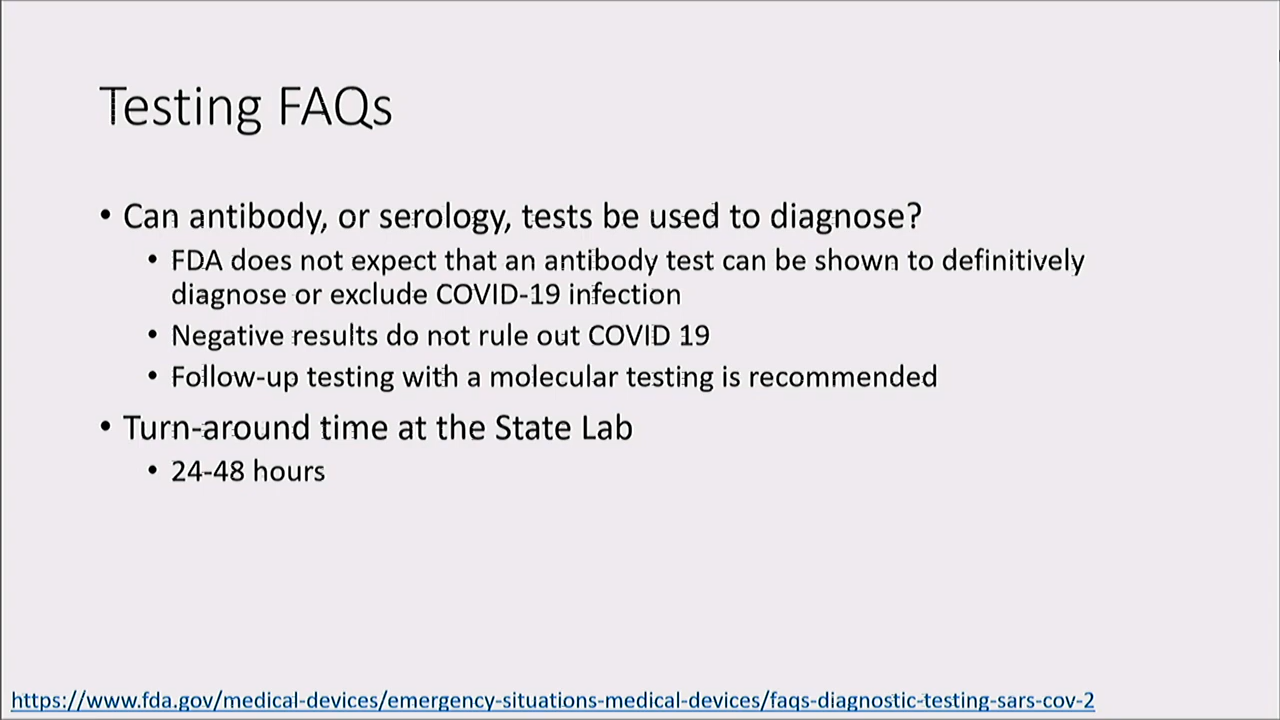 Testing FAQs
• Can antibody, or serology, tests be used to diagnose?
• FDA does not expect that an antibody test can be shown to definitively
diagnose or exclude COVID-19 infection
• Negative results do not rule out COVID 19
• Follow-up testing with a molecular testing is recommended
• Turn-around time at the State Lab
• 24-48 hours
https://www.fda.gov/medical-devices/emergency-situations-medical-devices/faqs-diagnostic-testing-sars-cov-2